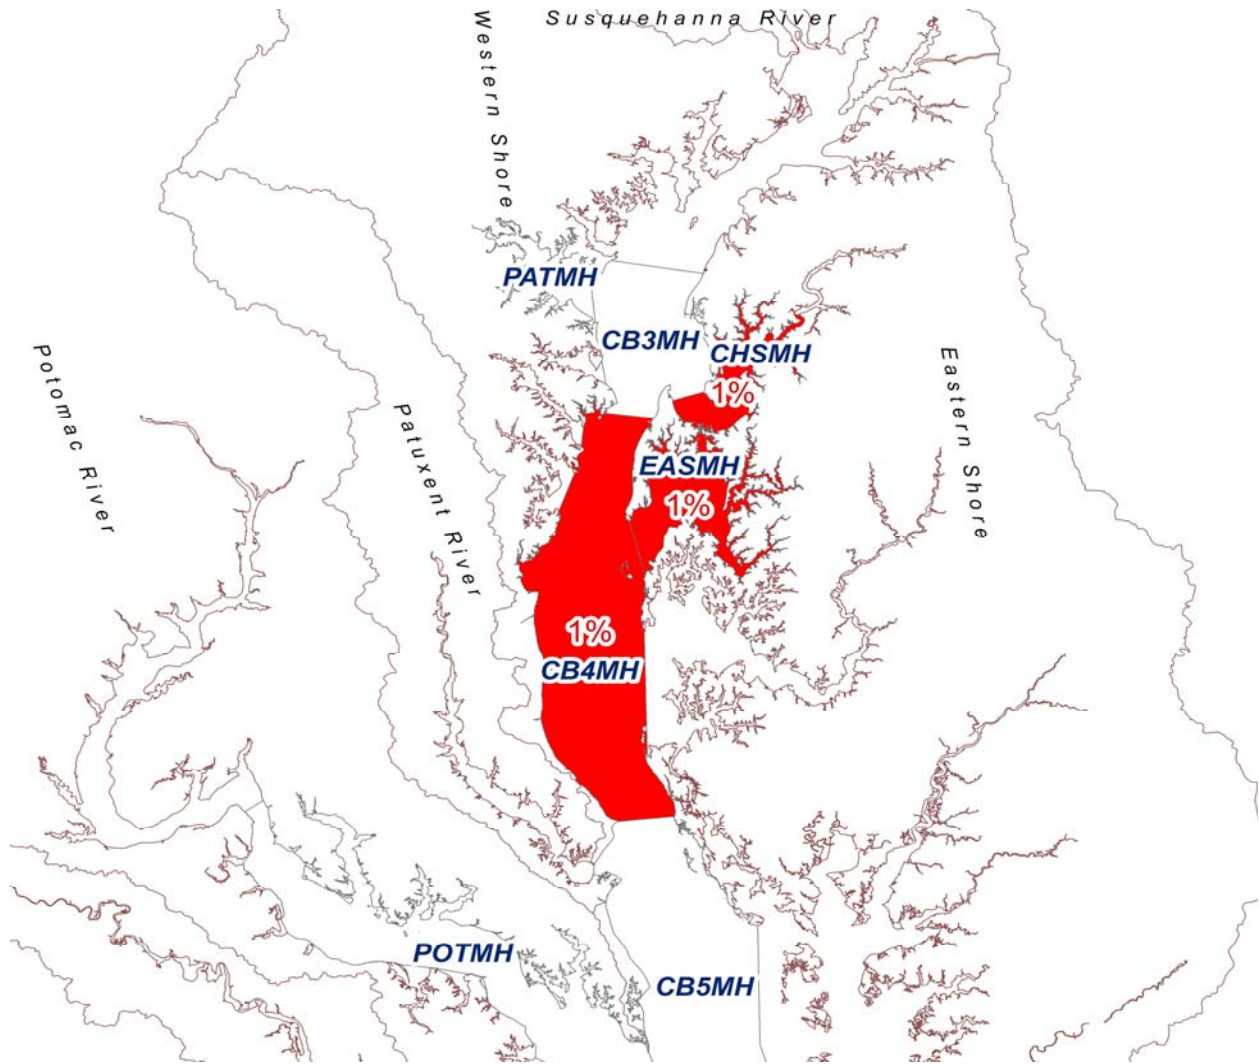 Susquehanna River
Western Shore
PATMH
CB3MH
CHSMH
1%
Potomac River
Patuxent River
Eastern Shore
EASMH
1%
1%
CB4MH
POTMH
CB5MH